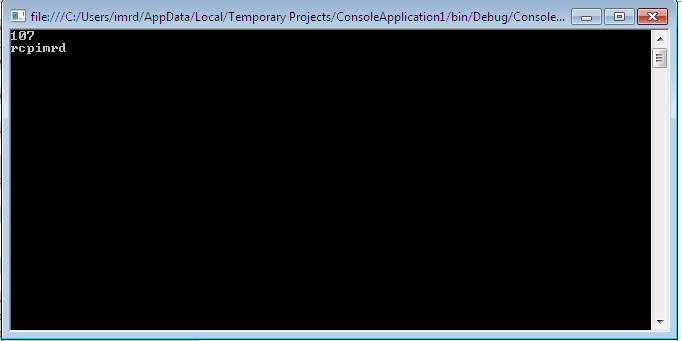 file:///C:/Users/imrd/AppData/Local/Temporary Projects/ConsoleApplication1/bin/Debug/Console...
107
rcpimrd